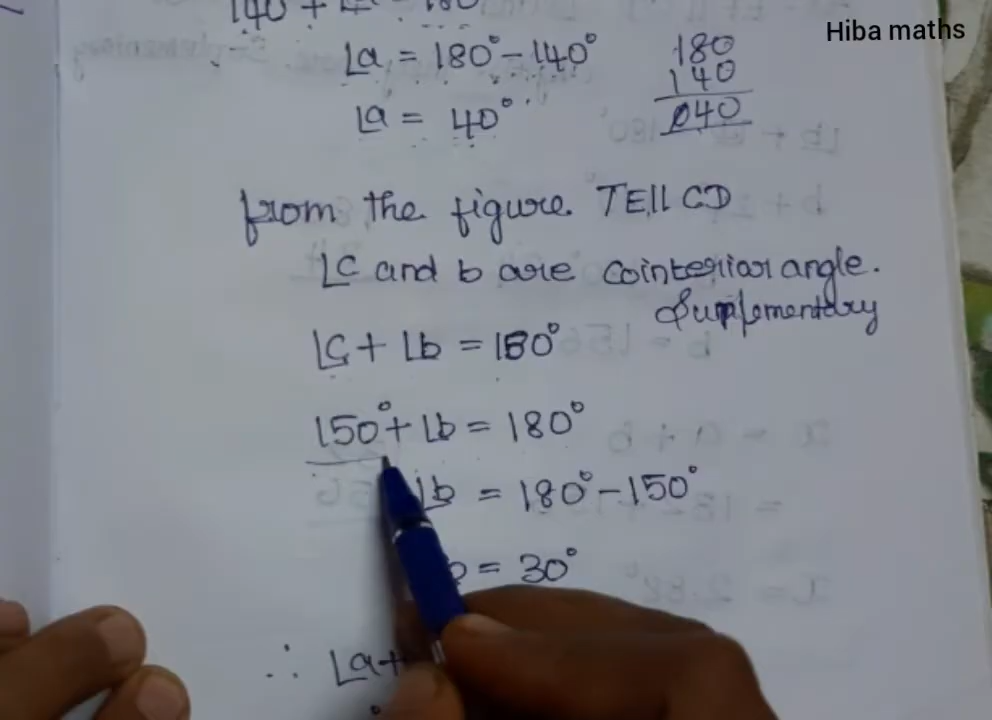 Hiba maths
∠a = 180° - 140°
180
140
040
∠a = 40°
from the figure TE || CD
∠c and b are cointerior angle.
Supplementary
∠c + ∠b = 180°
150° + ∠b = 180°
∠b = 180° - 150°
= 30°
∴ ∠a +